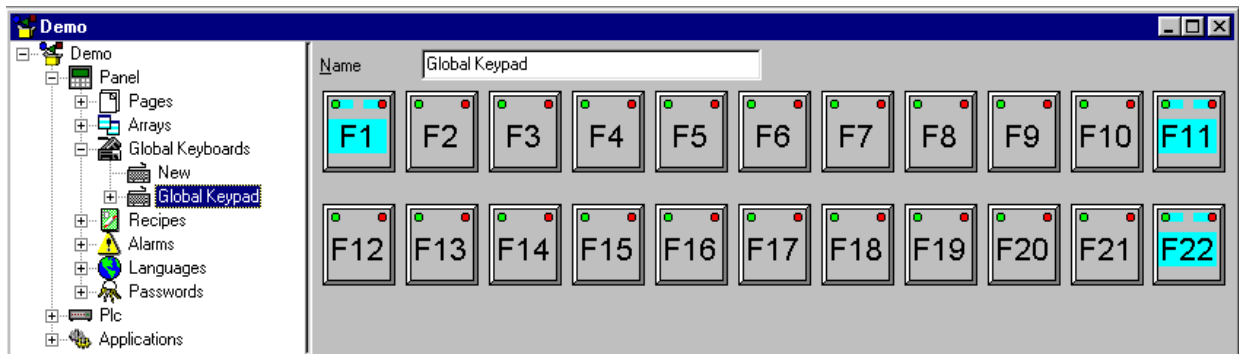 Demo
Demo
Panel
Pages
Arrays
Global Keyboards
New
Global Keypad
Recipes
Alarms
Languages
Passwords
Plc
Applications
Name Global Keypad
F1 F2 F3 F4 F5 F6 F7 F8 F9 F10 F11
F12 F13 F14 F15 F16 F17 F18 F19 F20 F21 F22